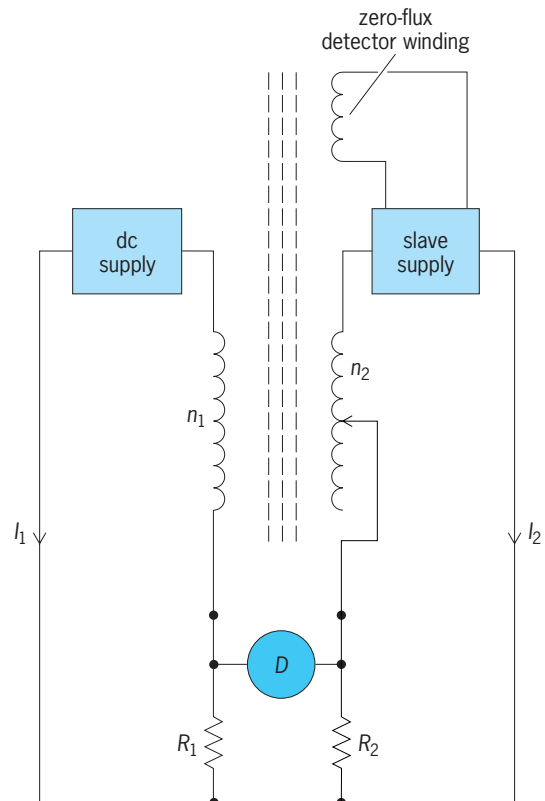 zero-flux
detector winding
dc
supply
slave
supply
n1
n2
I1
I2
D
R1
R2